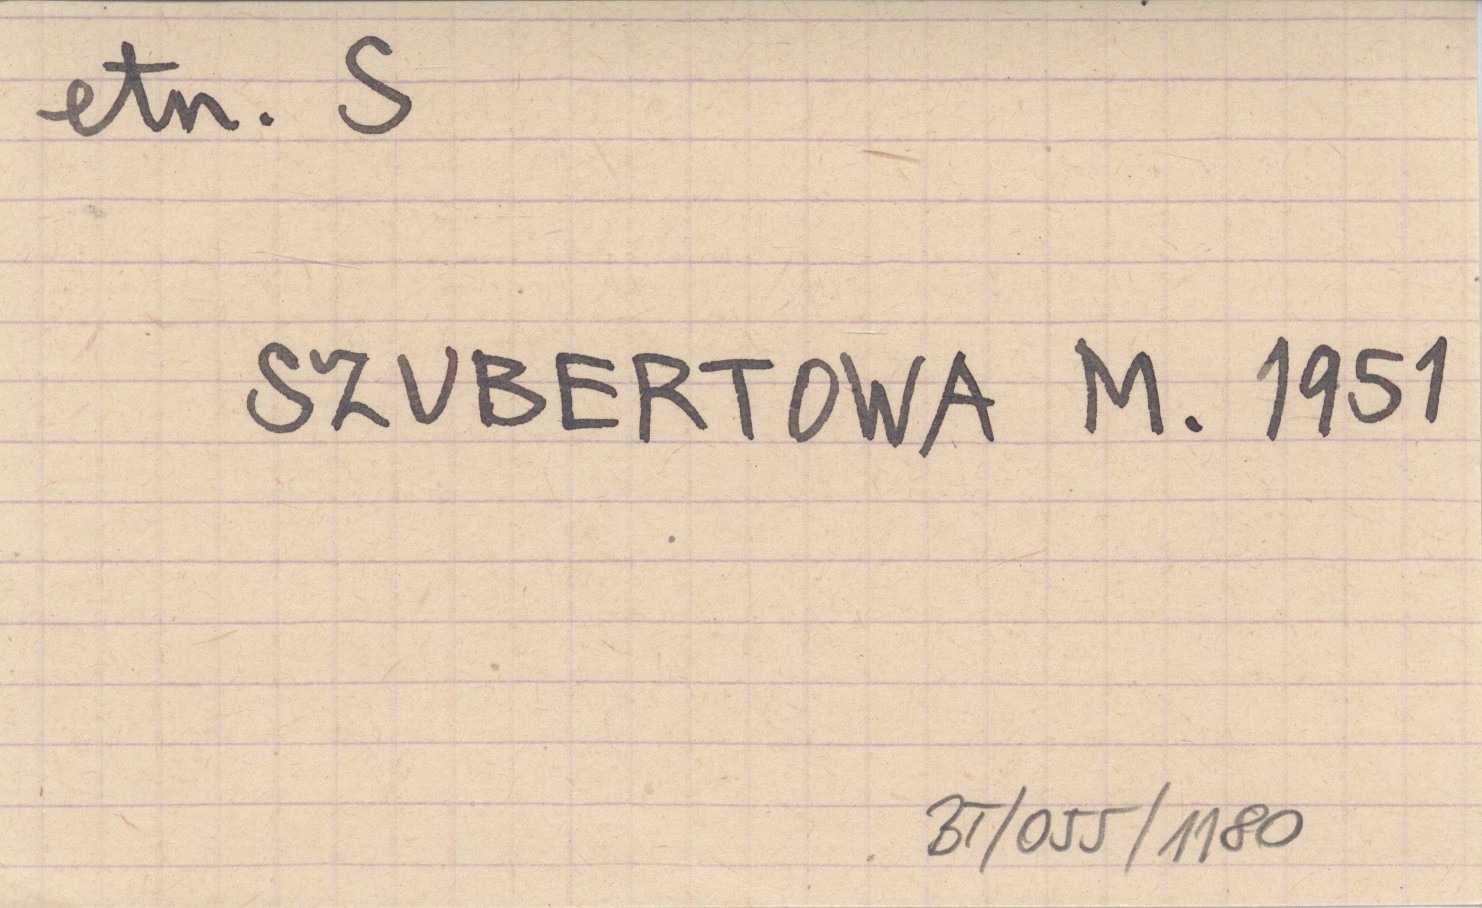 etn. S
SZUBERTOWA M. 1951
BT/055/1180